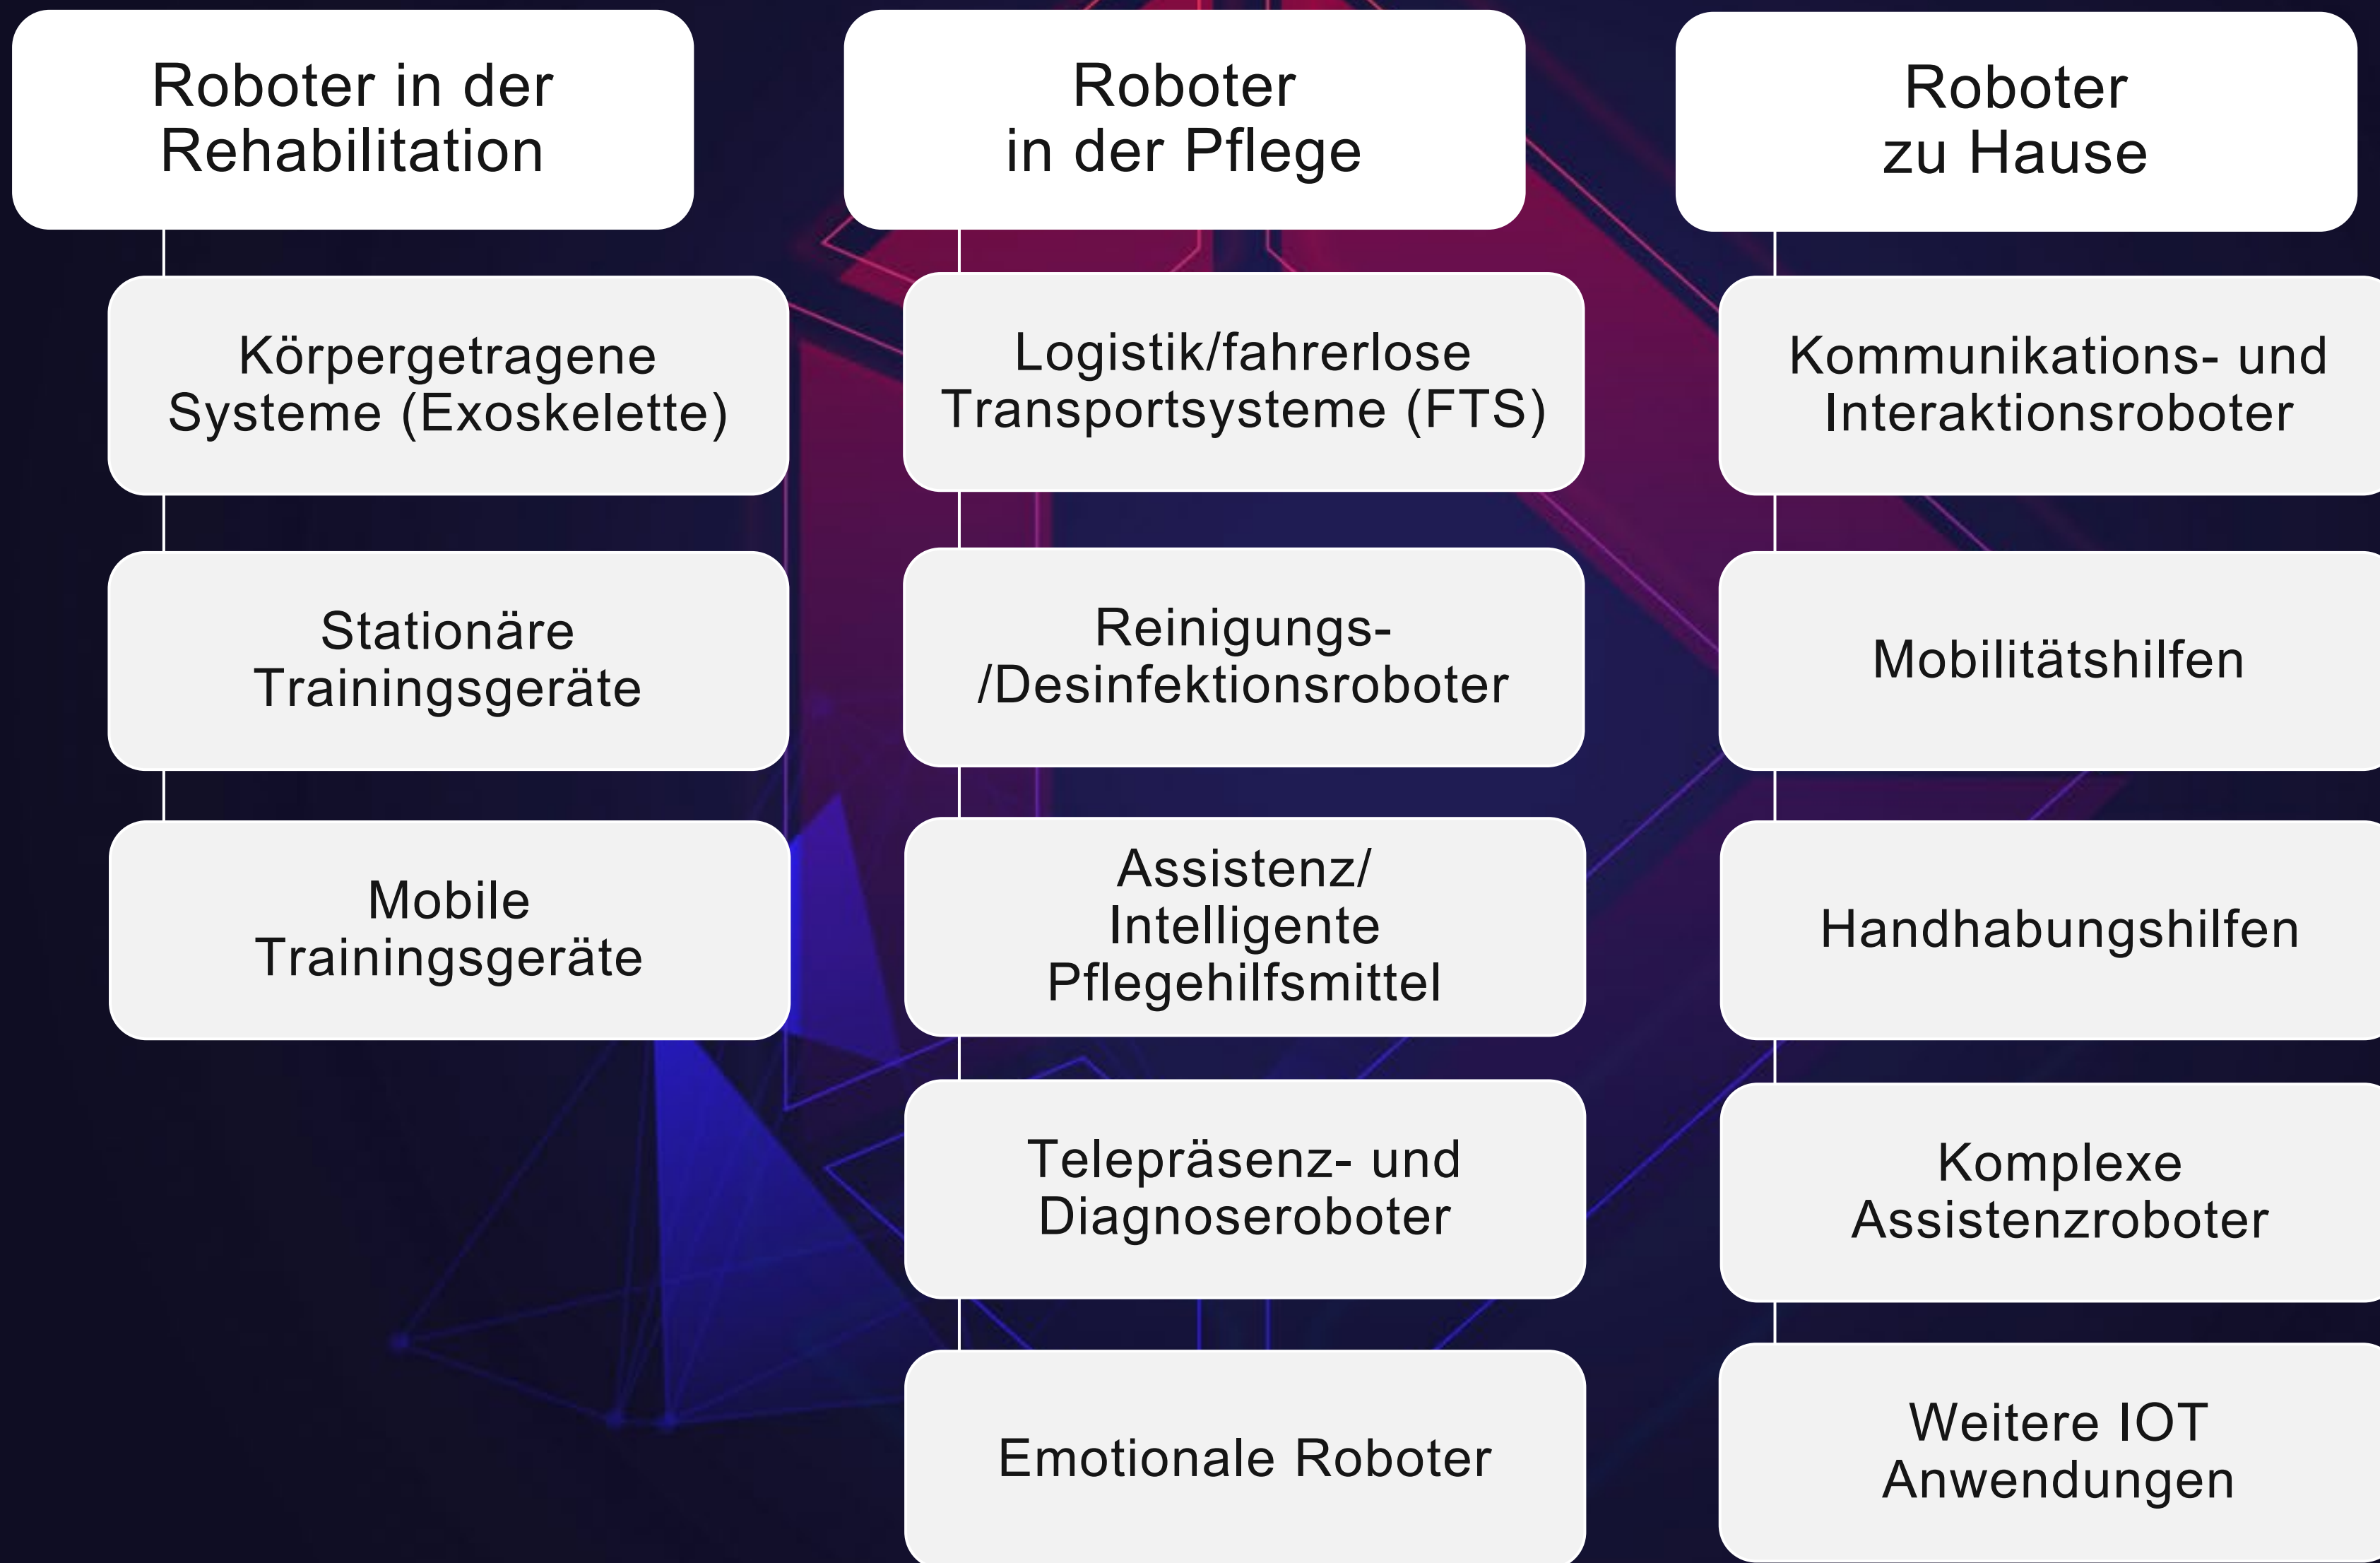 Roboter in der
Rehabilitation
Körpergetragene
Systeme (Exoskelette)
Stationäre
Trainingsgeräte
Mobile
Trainingsgeräte
Roboter
in der Pflege
Logistik/fahrerlose
Transportsysteme (FTS)
Reinigungs-
/Desinfektionsroboter
Assistenz/
Intelligente
Pflegehilfsmittel
Telepräsenz- und
Diagnoseroboter
Emotionale Roboter
Roboter
zu Hause
Kommunikations- und
Interaktionsroboter
Mobilitätshilfen
Handhabungshilfen
Komplexe
Assistenzroboter
Weitere IOT
Anwendungen